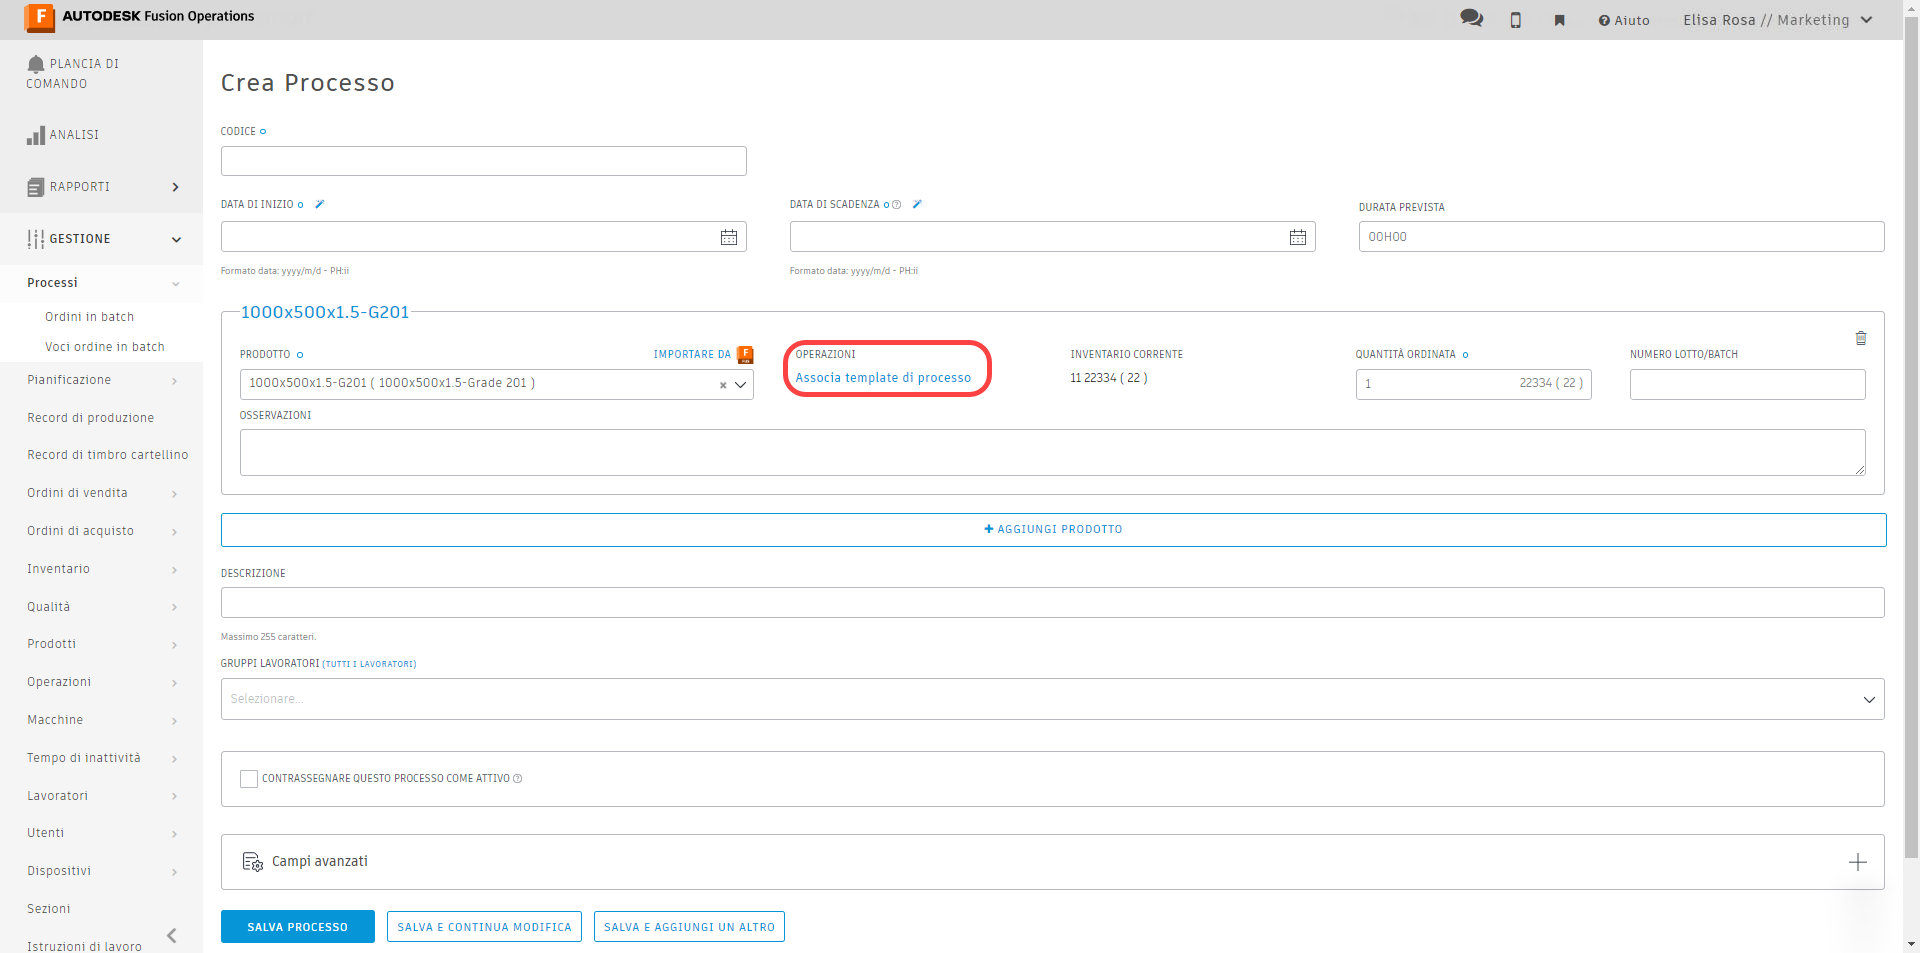 AUTODESK Fusion Operations
Aiuto
Elisa Rosa // Marketing
PLANCIA DI
COMANDO
ANALISI
RAPPORTI
GESTIONE
Processi
Ordini in batch
Voci ordine in batch
Pianificazione
Record di produzione
Record di timbro cartellino
Ordini di vendita
Ordini di acquisto
Inventario
Qualità
Prodotti
Operazioni
Macchine
Tempo di inattività
Lavoratori
Utenti
Dispositivi
Sezioni
Istruzioni di lavoro
Crea Processo
CODICE
DATA DI INIZIO
DATA DI SCADENZA
DURATA PREVISTA
00H00
Formato data: yyyy/m/d - PH:ii
Formato data: yyyy/m/d - PH:ii
1000x500x1.5-G201
PRODOTTO
IMPORTARE DA
OPERAZIONI
INVENTARIO CORRENTE
QUANTITÀ ORDINATA
NUMERO LOTTO/BATCH
1000x500x1.5-G201 ( 1000x500x1.5-Grade 201 )
Associa template di processo
11 22334 ( 22 )
1
22334 ( 22 )
OSSERVAZIONI
+ AGGIUNGI PRODOTTO
DESCRIZIONE
Massimo 255 caratteri.
GRUPPI LAVORATORI (TUTTI I LAVORATORI)
Selezionare...
CONTRASSEGNARE QUESTO PROCESSO COME ATTIVO
Campi avanzati
SALVA PROCESSO
SALVA E CONTINUA MODIFICA
SALVA E AGGIUNGI UN ALTRO